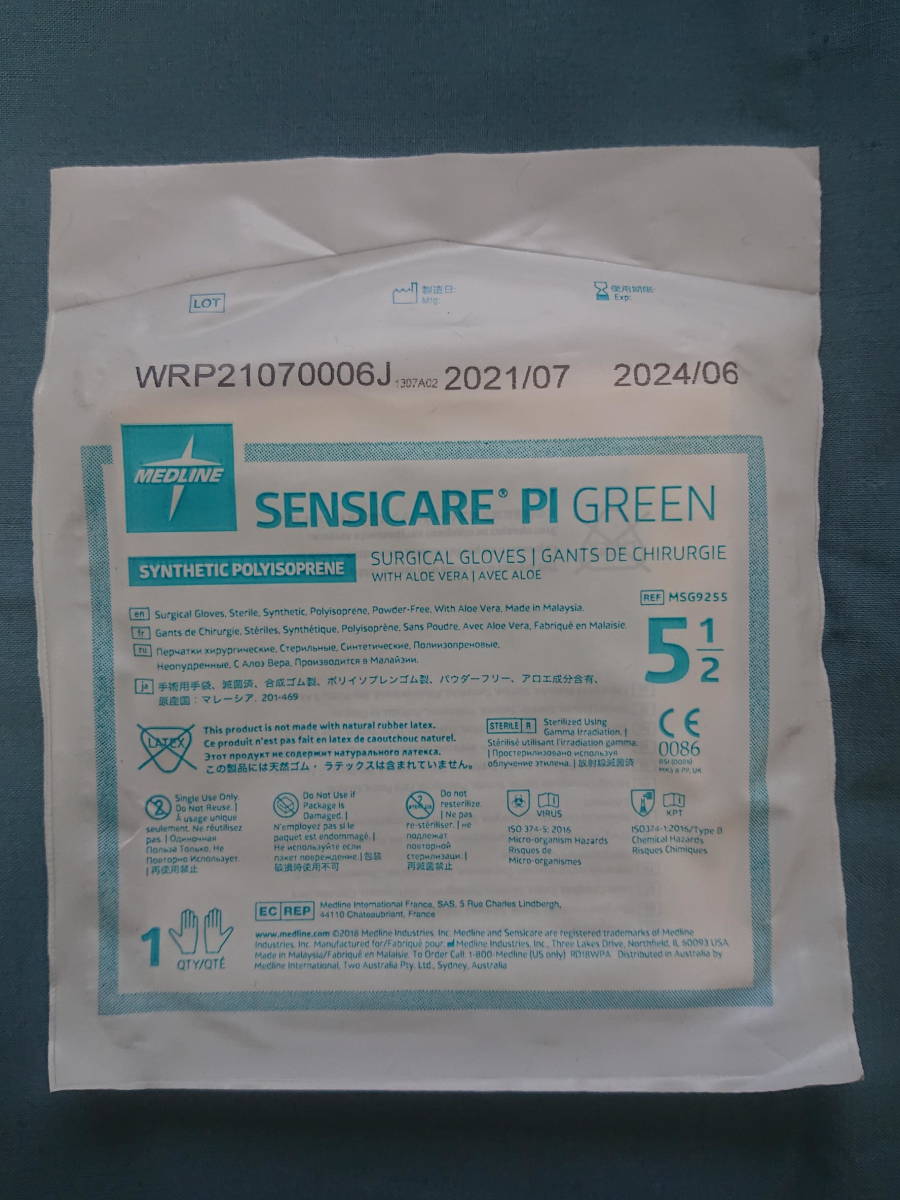 LOT
製造日:
Mfg:
使用期限:
Exp:
WRP21070006J 1307A02 2021/07 2024/06
MEDLINE
SENSICARE® PI GREEN
SYNTHETIC POLYISOPRENE
SURGICAL GLOVES | GANTS DE CHIRURGIE
WITH ALOE VERA | AVEC ALOE
REF MSG9255
5 1/2
en Surgical Gloves, Sterile, Synthetic, Polyisoprene, Powder-Free, With Aloe Vera, Made in Malaysia.
fr Gants de Chirurgie, Stériles, Synthétique, Polyisoprène, Sans Poudre, Avec Aloe Vera, Fabriqué en Malaisie.
ru Перчатки хирургические, Стерильные, Синтетические, Полиизопреновые,
Неопудренные, С Алоэ Вера, Производится в Малайзии.
ja 手術用手袋、滅菌済、合成ゴム製、ポリイソプレンゴム製、パウダーフリー、アロエ成分含有、
原産国：マレーシア. 201-469
LATEX
This product is not made with natural rubber latex.
Ce produit n'est pas fait en latex de caoutchouc naturel.
Этот продукт не содержит натурального латекса.
この製品には天然ゴム・ラテックスは含まれていません。
STERILE R Sterilized Using
Gamma Irradiation. |
Stérilisé utilisant l'irradiation gamma.
| Простерилизовано используя
облучение этилена. | 放射線滅菌済
CE
0086
BSI (0086)
MK5 8 PP, UK
2
Single Use Only.
Do Not Reuse. |
À usage unique
seulement. Ne réutilisez
pas. | Одиночная
Польза Только. Не
Повторно Использует.
| 再使用禁止
Do Not Use if
Package is
Damaged. |
N'employez pas si le
paquet est endommagé. |
Не используйте если
пакет повреждение. | 包装
破損時使用不可
Do not
resterilize.
| Ne pas
re-stériliser. | не
подлежат
повторной
стерилизаци. |
再滅菌禁止
VIRUS
ISO 374-5: 2016
Micro-organism Hazards
Risques de
Micro-organismes
KPT
ISO374-1:2016/Type B
Chemical Hazards
Risques Chimiques
1
QTY/QTÉ
EC REP Medline International France, SAS, 5 Rue Charles Lindbergh,
44110 Châteaubriant, France
www.medline.com ©2018 Medline Industries, Inc. Medline and Sensicare are registered trademarks of Medline
Industries, Inc. Manufactured for/Fabriqué pour: Medline Industries, Inc., Three Lakes Drive, Northfield, IL 60093 USA
Made in Malaysia/Fabriqué en Malaisie. To Order Call: 1-800-Medline (US only) RD18WPA Distributed in Australia by
Medline International, Two Australia Pty. Ltd., Sydney, Australia